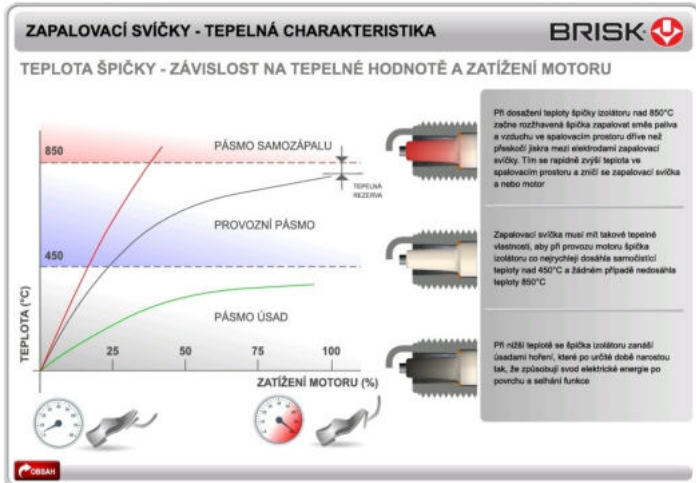 ZAPALOVACÍ SVÍČKY - TEPELNÁ CHARAKTERISTIKA
BRISK
TEPLOTA ŠPIČKY - ZÁVISLOST NA TEPELNÉ HODNOTĚ A ZATÍŽENÍ MOTORU
PÁSMO SAMOZÁPALU
850
TEPELNÁ
REZERVA
PROVOZNÍ PÁSMO
450
PÁSMO ÚSAD
TEPLOTA (°C)
25 50 75 100
ZATÍŽENÍ MOTORU (%)
Při dosažení teploty špičky izolátoru nad 850°C
začne rozžhavená špička zapalovat směs paliva
a vzduchu ve spalovacím prostoru dříve než
přeskočí jiskra mezi elektrodami zapalovací
svíčky. Tím se rapidně zvýší teplota ve
spalovacím prostoru a zničí se zapalovací svíčka
a nebo motor
Zapalovací svíčka musí mít takové tepelné
vlastnosti, aby při provozu motoru špička
izolátoru co nejrychleji dosáhla samočistící
teploty nad 450°C a žádném případě nedosáhla
teploty 850°C
Při nižší teplotě se špička izolátoru zanáší
úsadami hoření, které po určité době narostou
tak, že způsobují svod elektrické energie po
povrchu a selhání funkce
OBSAH